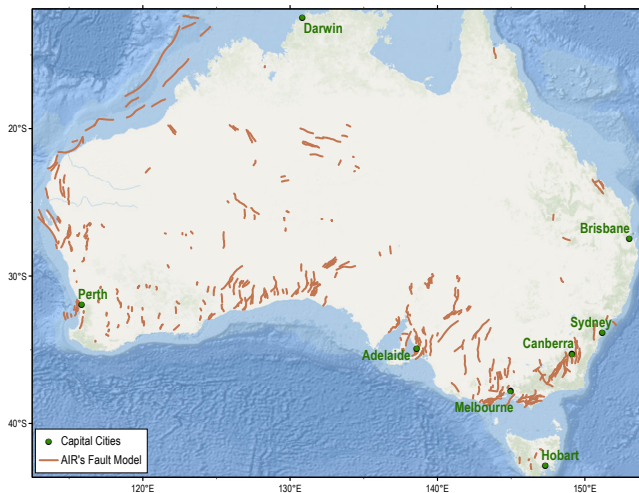 Darwin
20°S
Brisbane
30°S
Perth
Sydney
Canberra
Adelaide
Melbourne
40°S
Capital Cities
AIR's Fault Model
Hobart
120°E
130°E
140°E
150°E